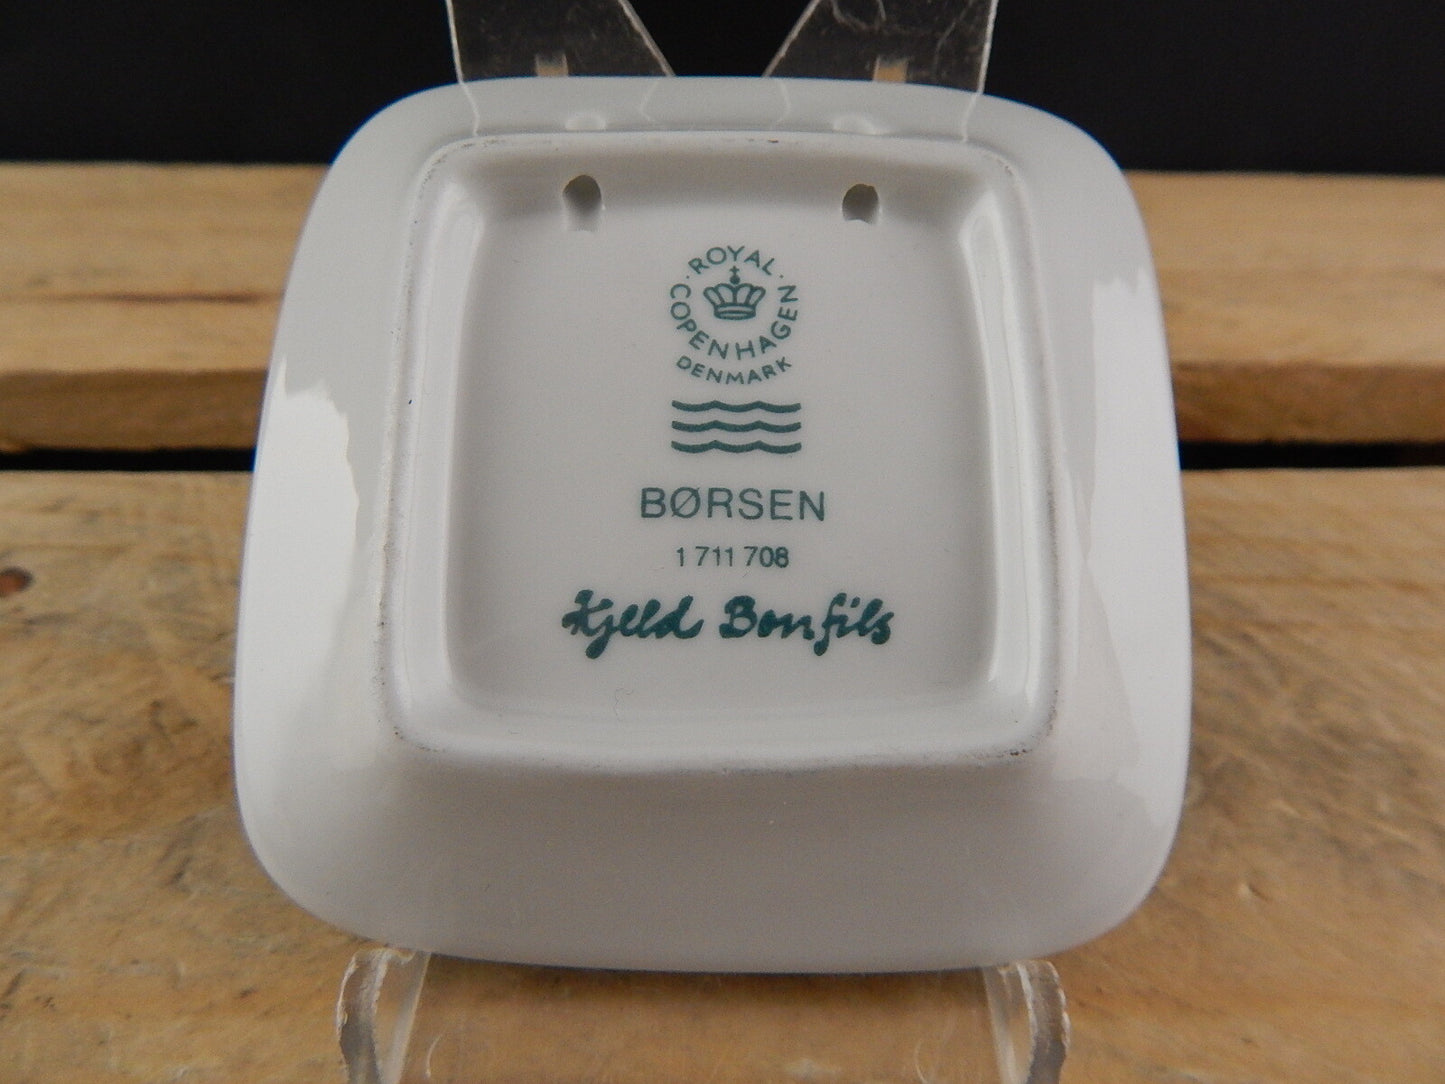 ROYAL
COPENHAGEN
DENMARK
BØRSEN
1 711 708
Kjeld Bonfils